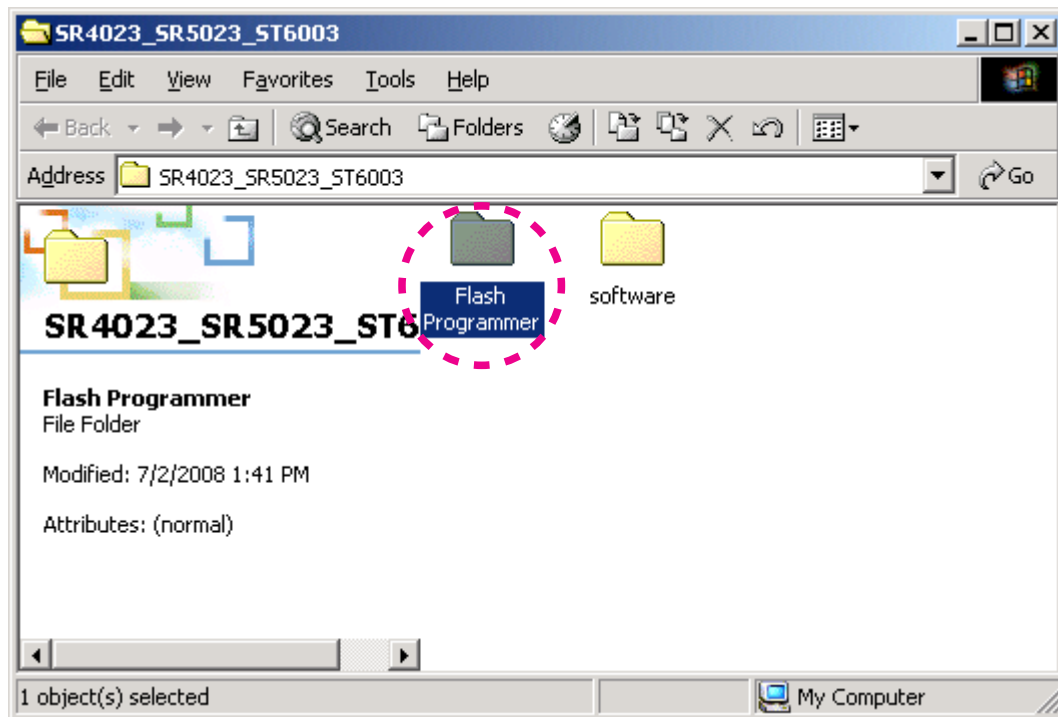 SR4023_SR5023_ST6003
File Edit View Favorites Tools Help
Back Search Folders
Address SR4023_SR5023_ST6003 Go
SR4023_SR5023_ST6
Flash Programmer
File Folder
Modified: 7/2/2008 1:41 PM
Attributes: (normal)
Flash
Programmer
software
1 object(s) selected
My Computer